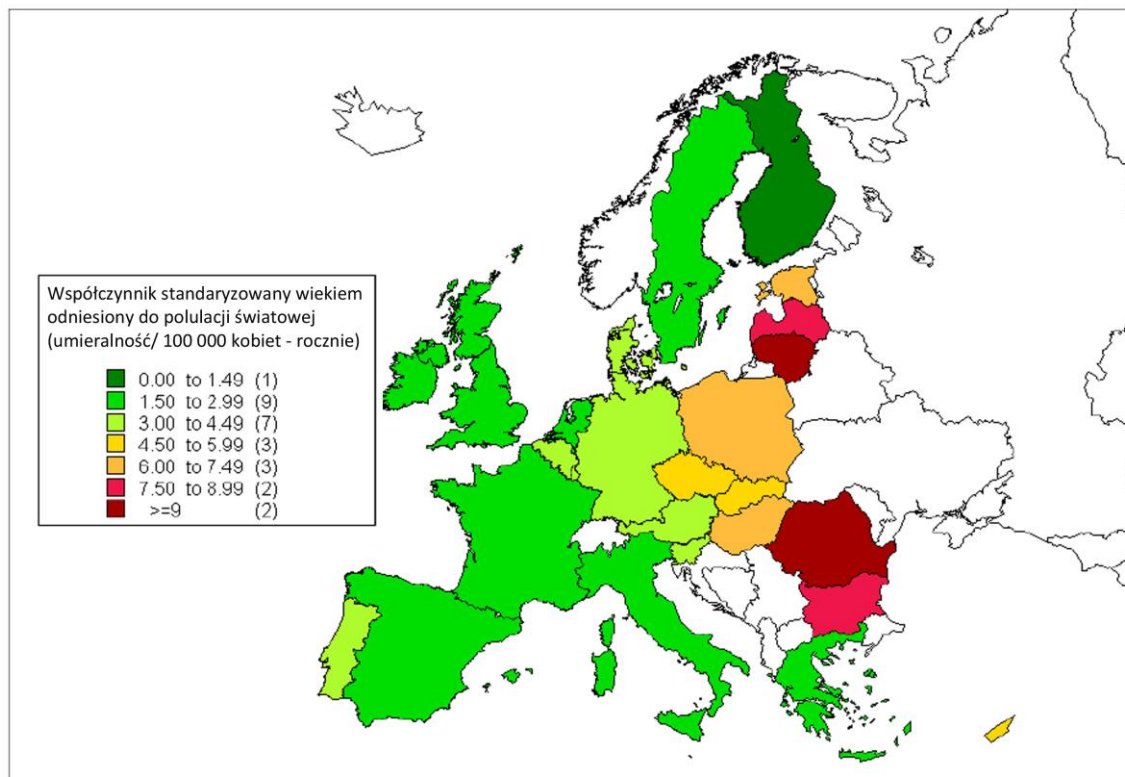 Współczynnik standaryzowany wiekiem
odniesiony do polulacji światowej
(umieralność/ 100 000 kobiet - rocznie)
0.00 to 1.49 (1)
1.50 to 2.99 (9)
3.00 to 4.49 (7)
4.50 to 5.99 (3)
6.00 to 7.49 (3)
7.50 to 8.99 (2)
>=9 (2)